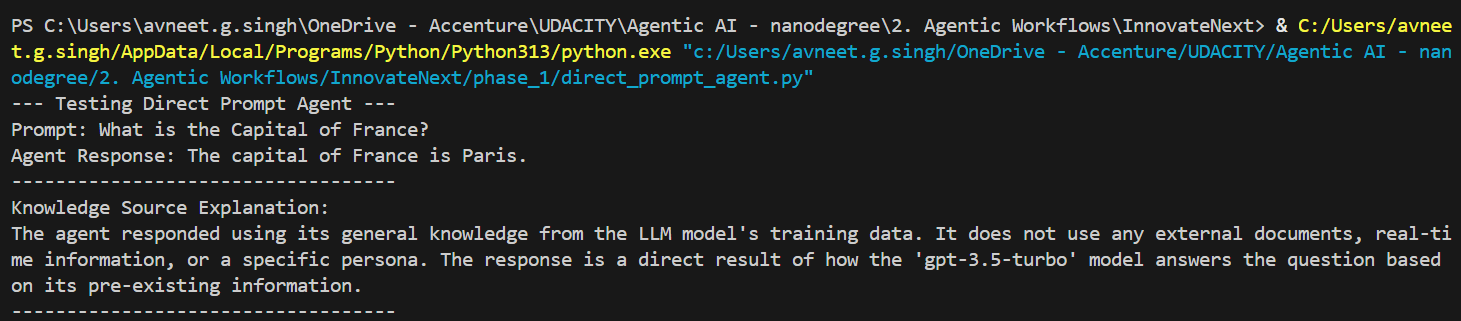 PS C:\Users\avneet.g.singh\OneDrive - Accenture\UDACITY\Agentic AI - nanodegree\2. Agentic Workflows\InnovateNext> & C:/Users/avnee
t.g.singh/AppData/Local/Programs/Python/Python313/python.exe "c:/Users/avneet.g.singh/OneDrive - Accenture/UDACITY/Agentic AI - nan
odegree/2. Agentic Workflows/InnovateNext/phase_1/direct_prompt_agent.py"
--- Testing Direct Prompt Agent ---
Prompt: What is the Capital of France?
Agent Response: The capital of France is Paris.
-----------------------------------
Knowledge Source Explanation:
The agent responded using its general knowledge from the LLM model's training data. It does not use any external documents, real-ti
me information, or a specific persona. The response is a direct result of how the 'gpt-3.5-turbo' model answers the question based
on its pre-existing information.
-----------------------------------